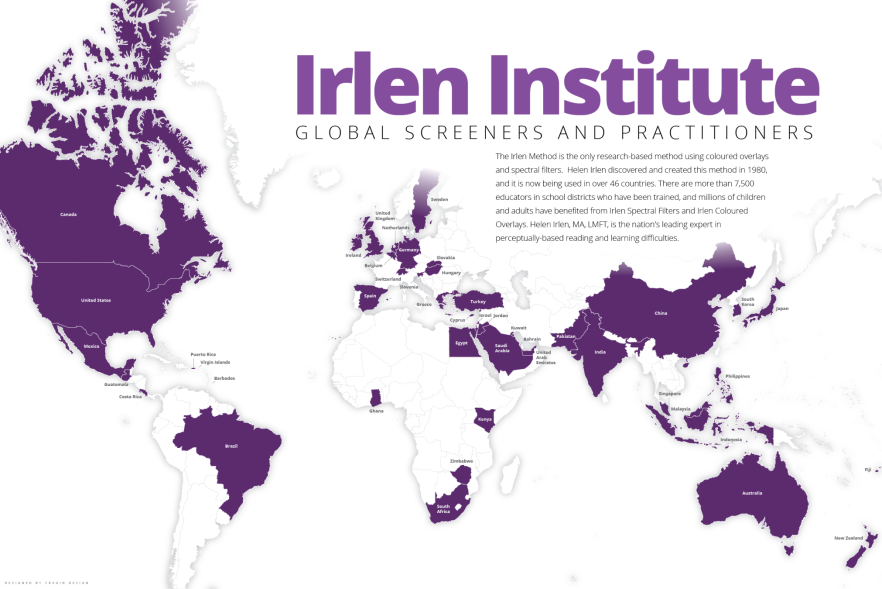 Irlen Institute
GLOBAL SCREENERS AND PRACTITIONERS
The Irlen Method is the only research-based method using coloured overlays
and spectral filters. Helen Irlen discovered and created this method in 1980,
and it is now being used in over 46 countries. There are more than 7,500
educators in school districts who have been trained, and millions of children
and adults have benefited from Irlen Spectral Filters and Irlen Coloured
Overlays. Helen Irlen, MA, LMFT, is the nation's leading expert in
perceptually-based reading and learning difficulties.
Canada
United States
Mexico
Guatemala
Costa Rica
Puerto Rico
Virgin Islands
Barbados
Brazil
Sweden
United
Kingdom
Netherlands
Ireland
Germany
Belgium
Slovakia
Hungary
Switzerland
Slovenia
Spain
Greece
Turkey
Cyprus
Israel
Jordan
Egypt
Kuwait
Saudi
Arabia
Bahrain
United
Arab
Emirates
Pakistan
India
China
South
Korea
Japan
Philippines
Singapore
Malaysia
Indonesia
Ghana
Kenya
Zimbabwe
South
Africa
Australia
Fiji
New Zealand
DESIGNED BY
DESIGN